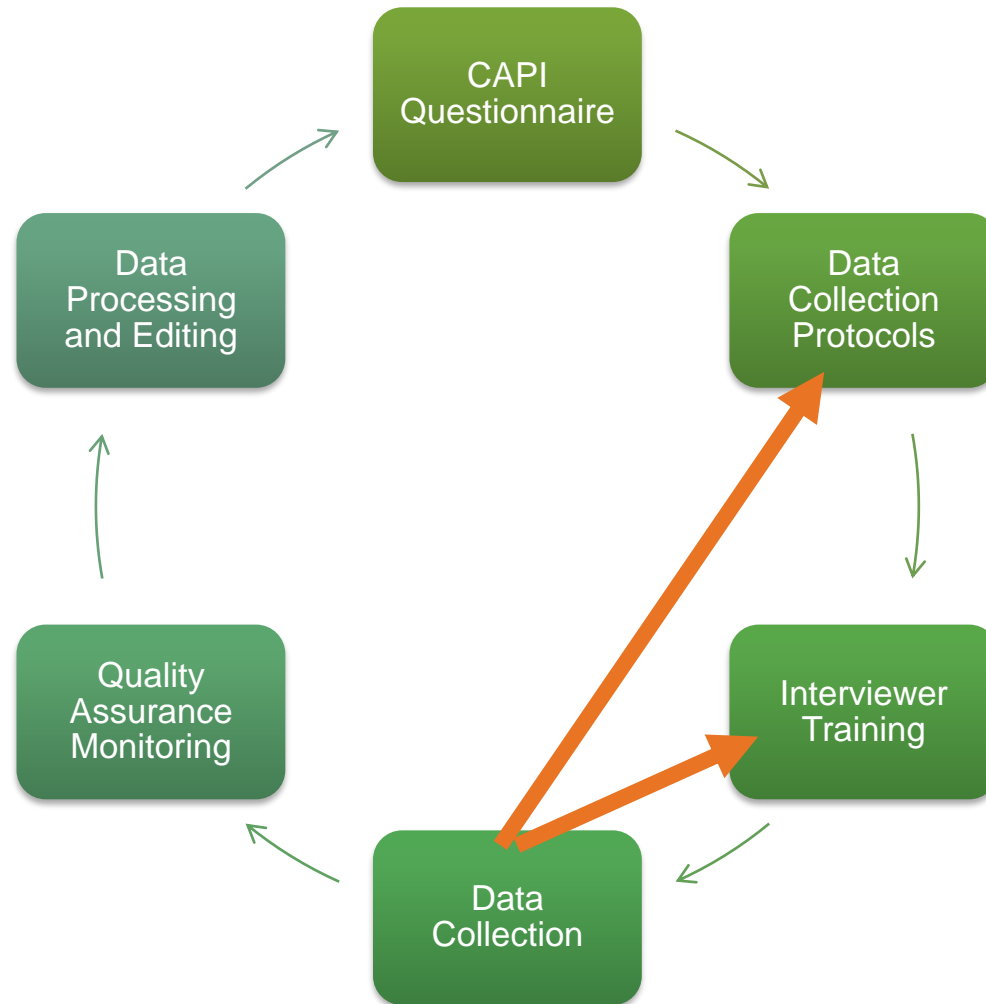 CAPI
Questionnaire
Data
Collection
Protocols
Interviewer
Training
Data
Collection
Quality
Assurance
Monitoring
Data
Processing
and Editing